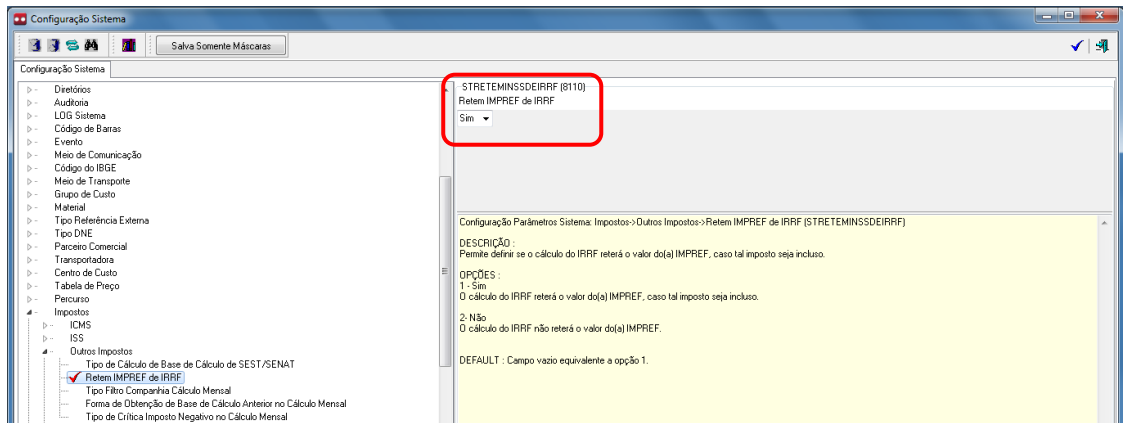 Configuração Sistema
Salva Somente Máscaras
Configuração Sistema
Diretórios
Auditoria
LOG Sistema
Código de Barras
Evento
Meio de Comunicação
Código do IBGE
Meio de Transporte
Grupo de Custo
Material
Tipo Referência Externa
Tipo DNE
Parceiro Comercial
Transportadora
Centro de Custo
Tabela de Preço
Percurso
Impostos
ICMS
ISS
Outros Impostos
Tipo de Cálculo de Base de Cálculo de SEST/SENAT
Retem IMPREF de IRRF
Tipo Filtro Companhia Cálculo Mensal
Forma de Obtenção de Base de Cálculo Anterior no Cálculo Mensal
Tipo de Crítica Imposto Negativo no Cálculo Mensal
STRETEMINSSDEIRRF (8110)
Retem IMPREF de IRRF
Sim
Configuração Parâmetros Sistema: Impostos->Outros Impostos->Retem IMPREF de IRRF (STRETEMINSSDEIRRF)
DESCRIÇÃO :
Permite definir se o cálculo do IRRF reterá o valor do(a) IMPREF, caso tal imposto seja incluso.
OPÇÕES :
1 - Sim
O cálculo do IRRF reterá o valor do(a) IMPREF, caso tal imposto seja incluso.
2- Não
O cálculo do IRRF não reterá o valor do(a) IMPREF.
DEFAULT : Campo vazio equivalente a opção 1.